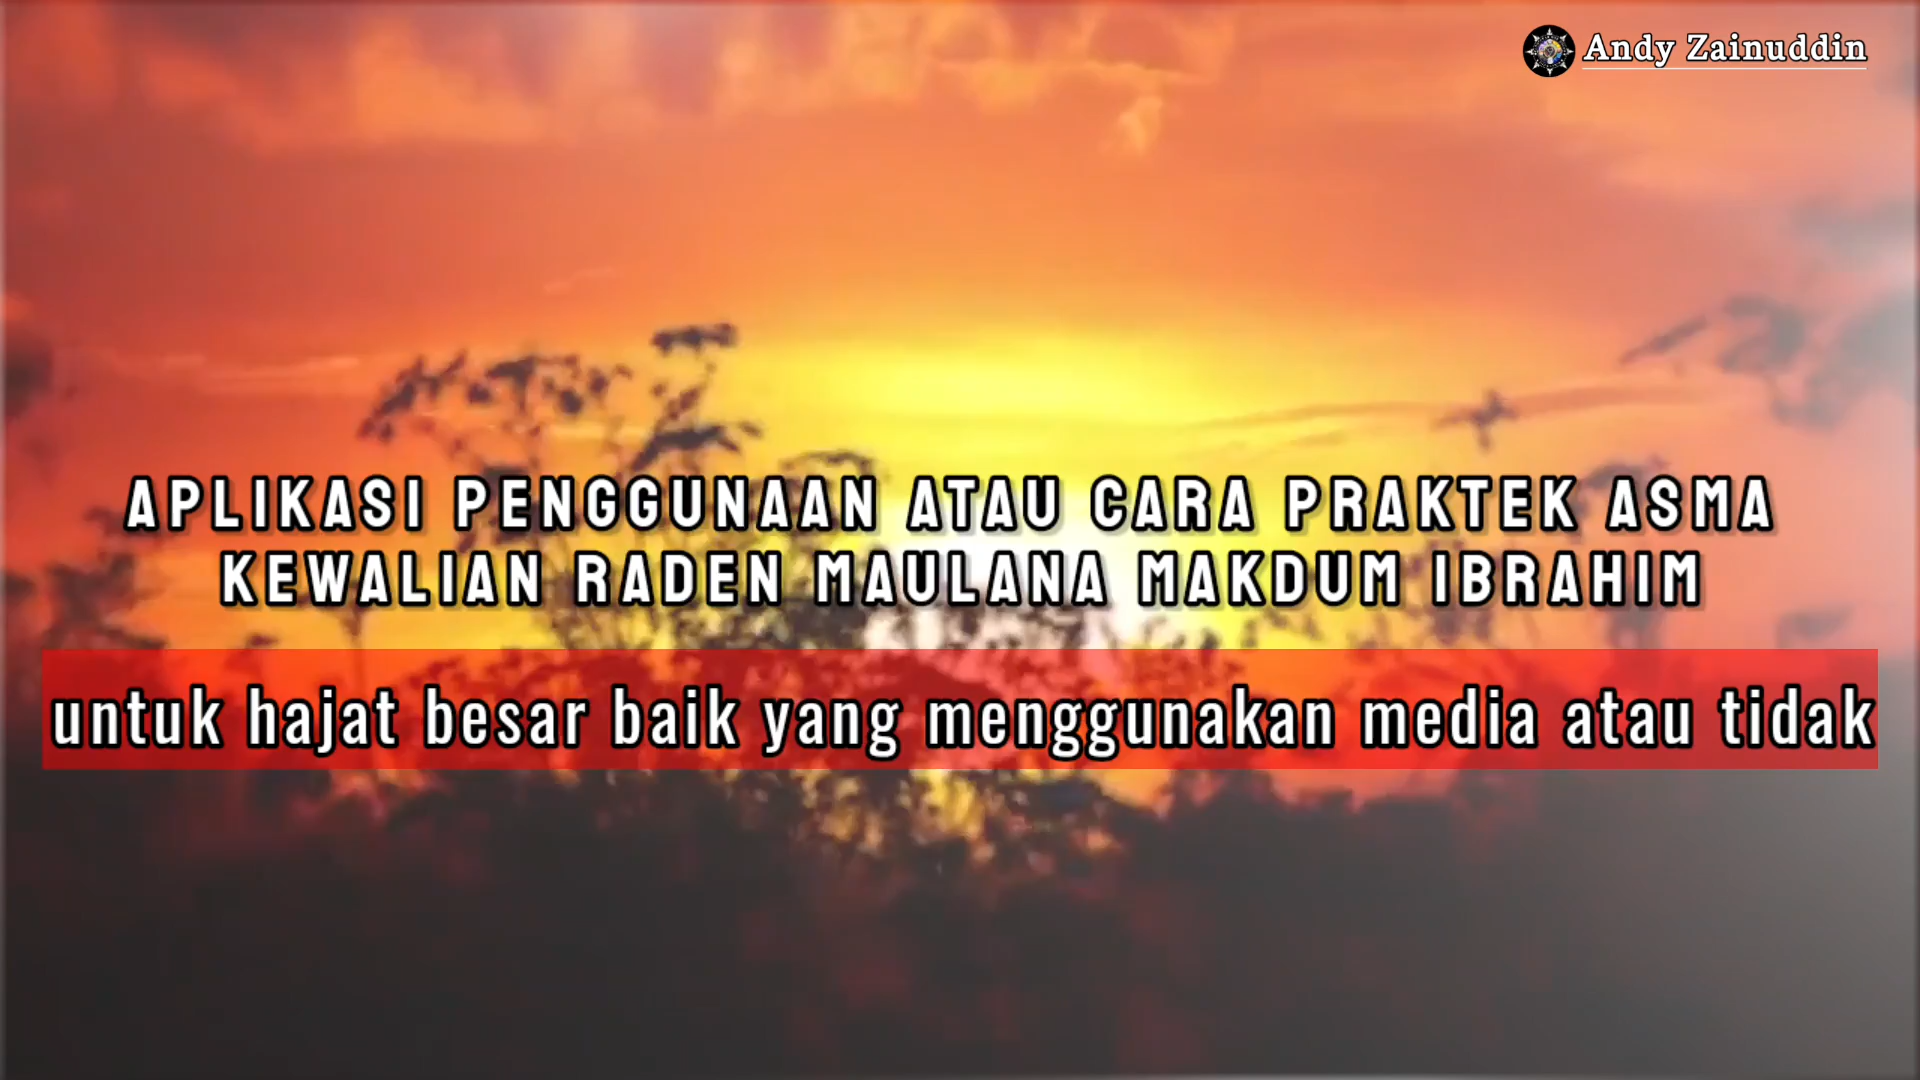 Andy Zainuddin
APLIKASI PENGGUNAAN ATAU CARA PRAKTEK ASMA
KEWALIAN RADEN MAULANA MAKDUM IBRAHIM
untuk hajat besar baik yang menggunakan media atau tidak